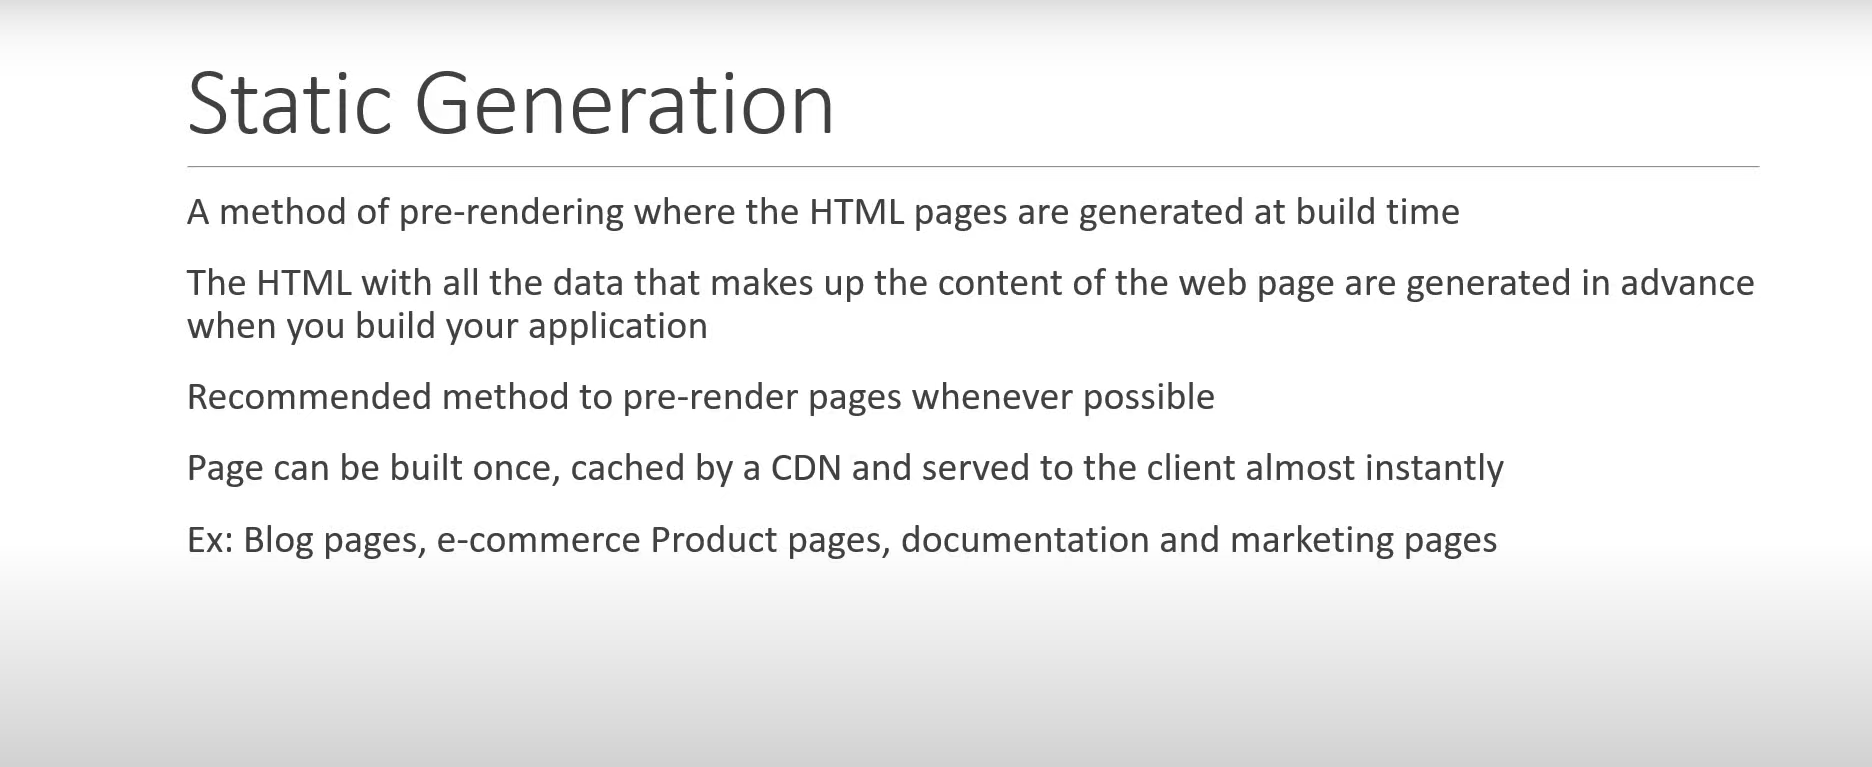 Static Generation
A method of pre-rendering where the HTML pages are generated at build time
The HTML with all the data that makes up the content of the web page are generated in advance
when you build your application
Recommended method to pre-render pages whenever possible
Page can be built once, cached by a CDN and served to the client almost instantly
Ex: Blog pages, e-commerce Product pages, documentation and marketing pages